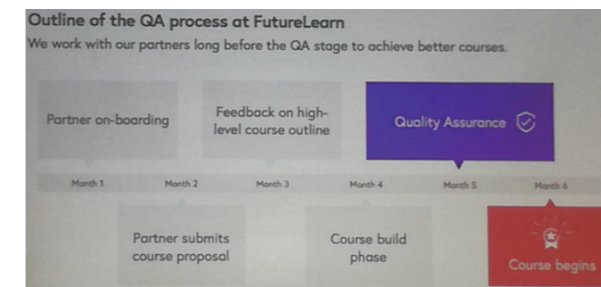 Outline of the QA process at FutureLearn
We work with our partners long before the QA stage to achieve better courses.
Partner on-boarding
Feedback on high-
level course outline
Quality Assurance
Month 1
Month 2
Month 3
Month 4
Month 5
Month 6
Partner submits
course proposal
Course build
phase
Course begins